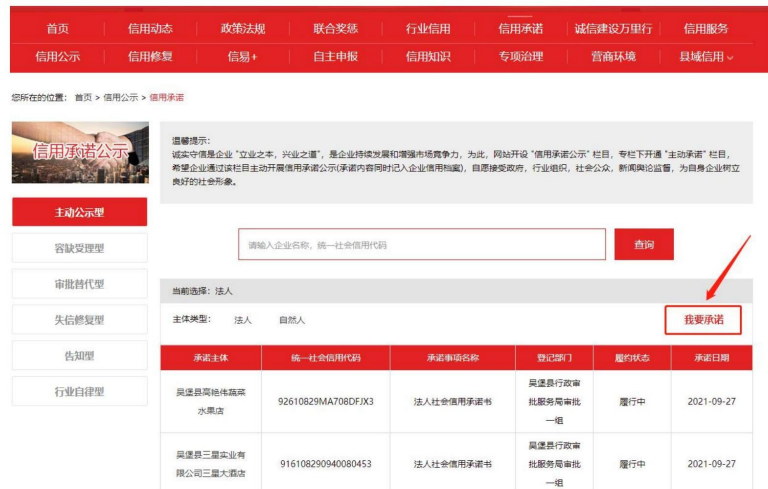 首页 信用动态 政策法规 联合奖惩 行业信用 信用承诺 诚信建设万里行 信用服务
信用公示 信用修复 信易+ 自主申报 信用知识 专项治理 营商环境 县域信用
您所在的位置： 首页 > 信用公示 > 信用承诺
信用承诺公示
温馨提示：
诚实守信是企业 "立业之本，兴业之道"，是企业持续发展和增强市场竞争力，为此，网站开设 "信用承诺公示" 栏目，专栏下开通 "主动承诺" 栏目，
希望企业通过该栏目主动开展信用承诺公示(承诺内容同时记入企业信用档案)，自愿接受政府，行业组织，社会公众，新闻舆论监督，为自身企业树立
良好的社会形象。
主动公示型
容缺受理型
审批替代型
失信修复型
告知型
行业自律型
请输入企业名称，统一社会信用代码
查询
当前选择： 法人
主体类型： 法人 自然人
我要承诺
承诺主体 统一社会信用代码 承诺事项名称 登记部门 履约状态 承诺日期
吴堡县高艳伟蔬菜
水果店
92610829MA708DFJX3
法人社会信用承诺书
吴堡县行政审
批服务局审批
一组
履行中
2021-09-27
吴堡县三星实业有
限公司三星大酒店
916108290940080453
法人社会信用承诺书
吴堡县行政审
批服务局审批
一组
履行中
2021-09-27